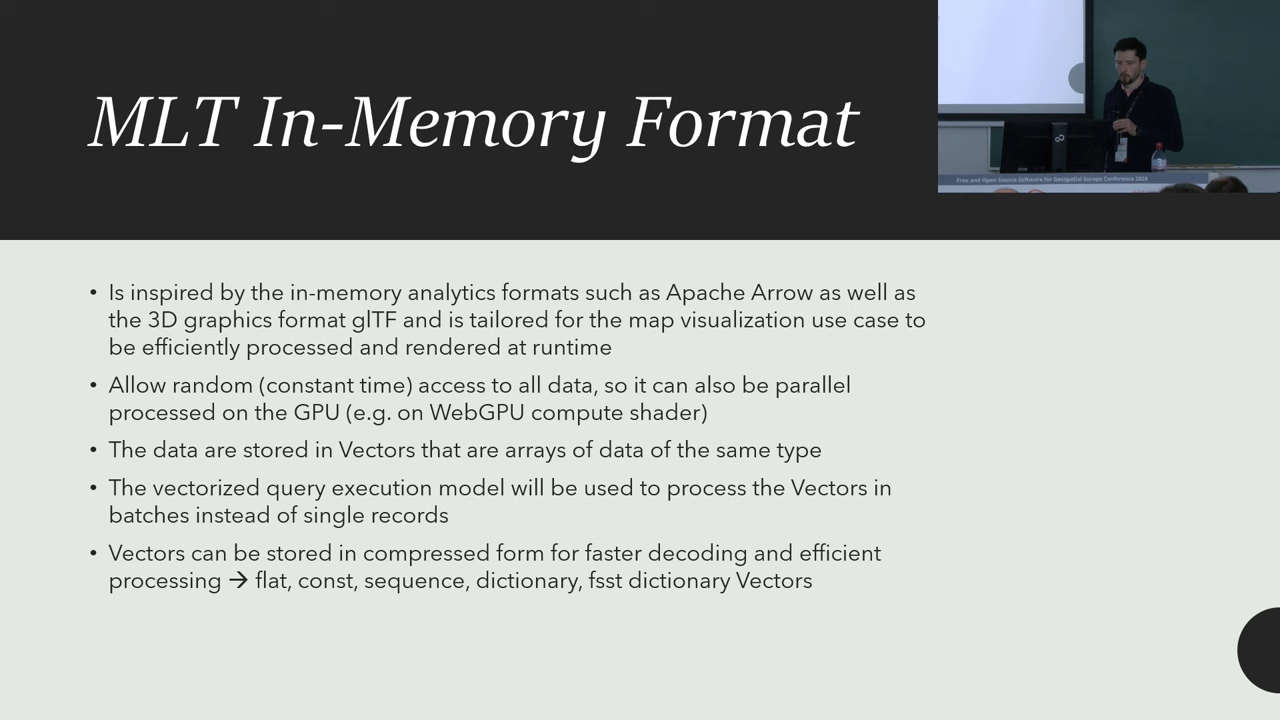 MLT In-Memory Format
Free and Open Source Software for Geospatial Europe Conference 2024
• Is inspired by the in-memory analytics formats such as Apache Arrow as well as
the 3D graphics format glTF and is tailored for the map visualization use case to
be efficiently processed and rendered at runtime
• Allow random (constant time) access to all data, so it can also be parallel
processed on the GPU (e.g. on WebGPU compute shader)
• The data are stored in Vectors that are arrays of data of the same type
• The vectorized query execution model will be used to process the Vectors in
batches instead of single records
• Vectors can be stored in compressed form for faster decoding and efficient
processing → flat, const, sequence, dictionary, fsst dictionary Vectors